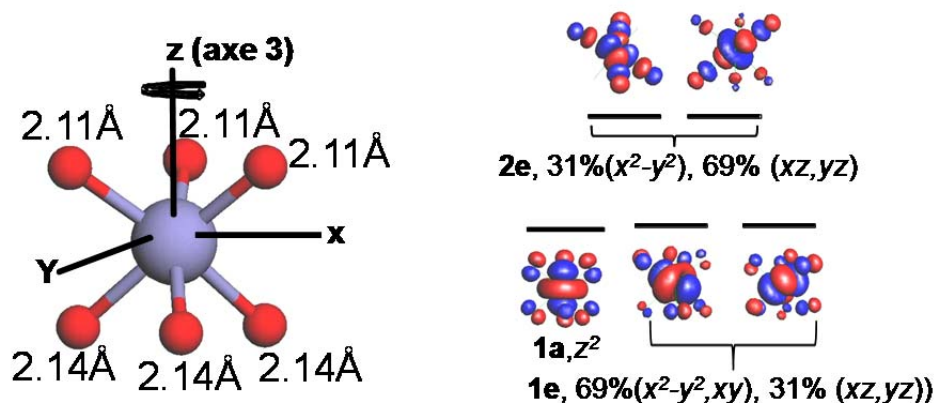 z (axe 3)
2.11Å
2.11Å
2.11Å
x
Y
2.14Å
2.14Å
2.14Å
2e, 31%(x²-y²), 69% (xz,yz)
1a,z²
1e, 69%(x²-y²,xy), 31% (xz,yz))